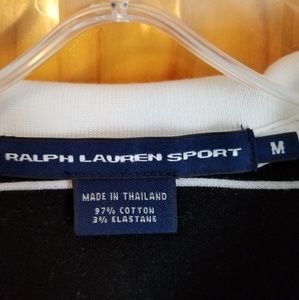 RALPH LAUREN SPORT M
MADE IN THAILAND
97% COTTON
3% ELASTANE